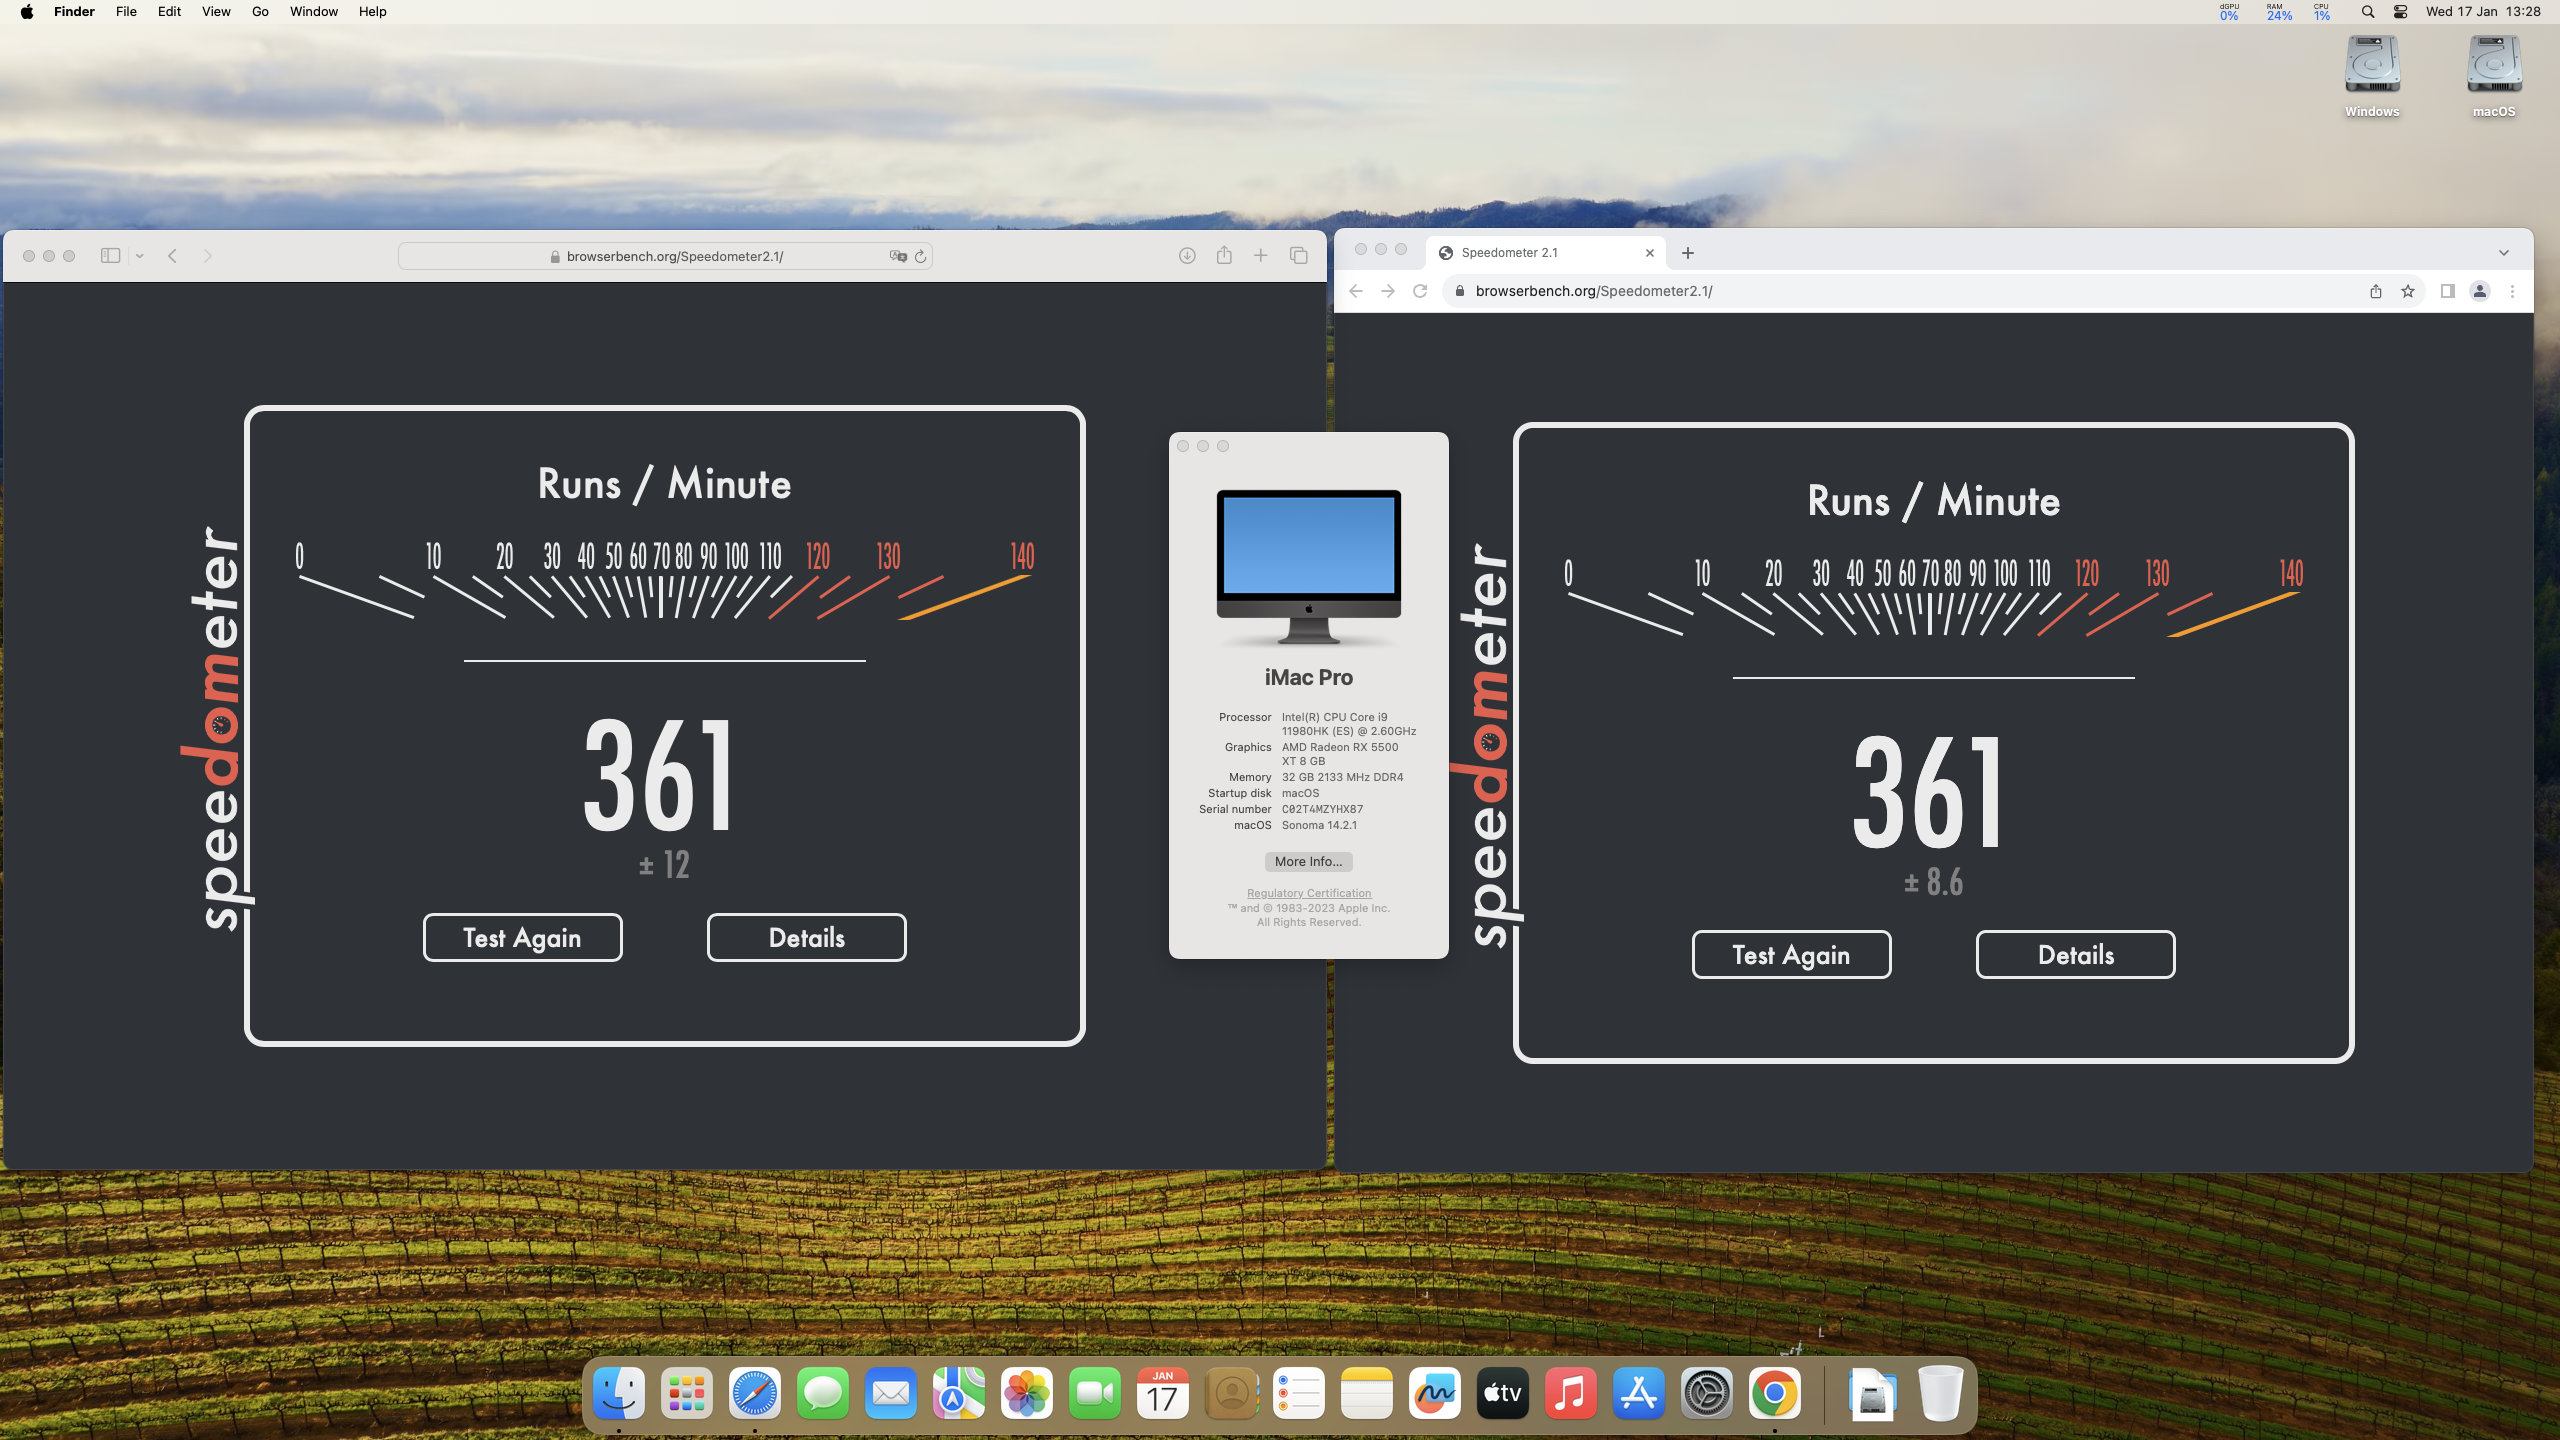 Finder File Edit View Go Window Help
dGPU 0% RAM 24% CPU 1% Wed 17 Jan 13:28
Windows
macOS
browserbench.org/Speedometer2.1/
Runs / Minute
0 10 20 30 40 50 60 70 80 90 100 110 120 130 140
speedometer
361
± 12
Test Again
Details
iMac Pro
Processor Intel(R) CPU Core i9
11980HK (ES) @ 2.60GHz
Graphics AMD Radeon RX 5500
XT 8 GB
Memory 32 GB 2133 MHz DDR4
Startup disk macOS
Serial number C02T4MZYHX87
macOS Sonoma 14.2.1
More Info...
Regulatory Certification
™ and © 1983-2023 Apple Inc.
All Rights Reserved.
Speedometer 2.1
browserbench.org/Speedometer2.1/
Runs / Minute
0 10 20 30 40 50 60 70 80 90 100 110 120 130 140
speedometer
361
± 8.6
Test Again
Details
JAN
17
tv